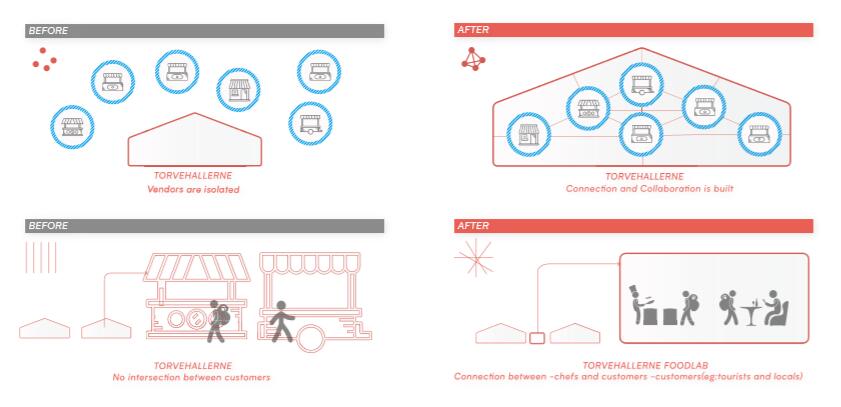 BEFORE
AFTER
TORVEHALLERNE
Vendors are isolated
TORVEHALLERNE
Connection and Collaboration is built
BEFORE
AFTER
TORVEHALLERNE
No intersection between customers
TORVEHALLERNE FOODLAB
Connection between -chefs and customers -customers(eg:tourists and locals)